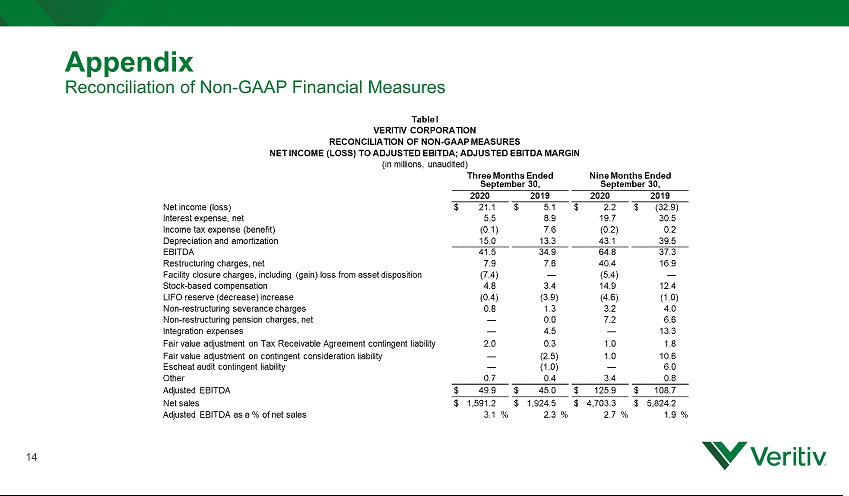 Appendix
Reconciliation of Non-GAAP Financial Measures
Table I
VERITIV CORPORATION
RECONCILIATION OF NON-GAAP MEASURES
NET INCOME (LOSS) TO ADJUSTED EBITDA; ADJUSTED EBITDA MARGIN
(in millions, unaudited)
Three Months Ended Nine Months Ended
September 30, September 30,
2020 2019 2020 2019
Net income (loss) $ 21.1 $ 5.1 $ 2.2 $ (32.9)
Interest expense, net 5.5 8.9 19.7 30.5
Income tax expense (benefit) (0.1) 7.6 (0.2) 0.2
Depreciation and amortization 15.0 13.3 43.1 39.5
EBITDA 41.5 34.9 64.8 37.3
Restructuring charges, net 7.9 7.6 40.4 16.9
Facility closure charges, including (gain) loss from asset disposition (7.4) — (5.4) —
Stock-based compensation 4.8 3.4 14.9 12.4
LIFO reserve (decrease) increase (0.4) (3.9) (4.6) (1.0)
Non-restructuring severance charges 0.8 1.3 3.2 4.0
Non-restructuring pension charges, net — 0.0 7.2 6.6
Integration expenses — 4.5 — 13.3
Fair value adjustment on Tax Receivable Agreement contingent liability 2.0 0.3 1.0 1.8
Fair value adjustment on contingent consideration liability — (2.5) 1.0 10.6
Escheat audit contingent liability — (1.0) — 6.0
Other 0.7 0.4 3.4 0.8
Adjusted EBITDA $ 49.9 $ 45.0 $ 125.9 $ 108.7
Net sales $ 1,591.2 $ 1,924.5 $ 4,703.3 $ 5,824.2
Adjusted EBITDA as a % of net sales 3.1 % 2.3 % 2.7 % 1.9 %
14
Veritiv